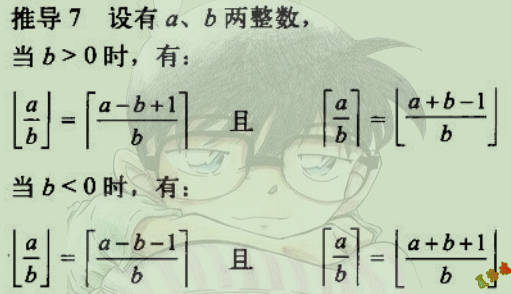 推导 7 设有 a、b 两整数，
当 b > 0 时，有：
⌊a/b⌋ = ⌈(a-b+1)/b⌉ 且 ⌈a/b⌉ = ⌊(a+b-1)/b⌋
当 b < 0 时，有：
⌊a/b⌋ = ⌈(a-b-1)/b⌉ 且 ⌈a/b⌉ = ⌊(a+b+1)/b⌋